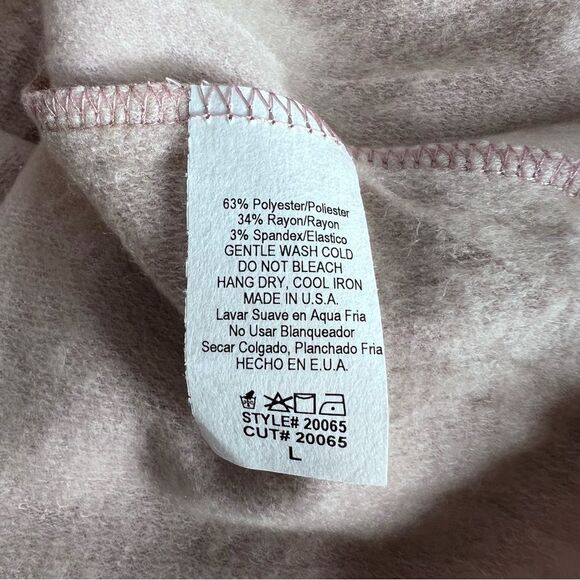 63% Polyester/Poliester
34% Rayon/Rayon
3% Spandex/Elastico
GENTLE WASH COLD
DO NOT BLEACH
HANG DRY, COOL IRON
MADE IN U.S.A.
Lavar Suave en Aqua Fria
No Usar Blanqueador
Secar Colgado, Planchado Fria
HECHO EN E.U.A.
STYLE# 20065
CUT# 20065
L